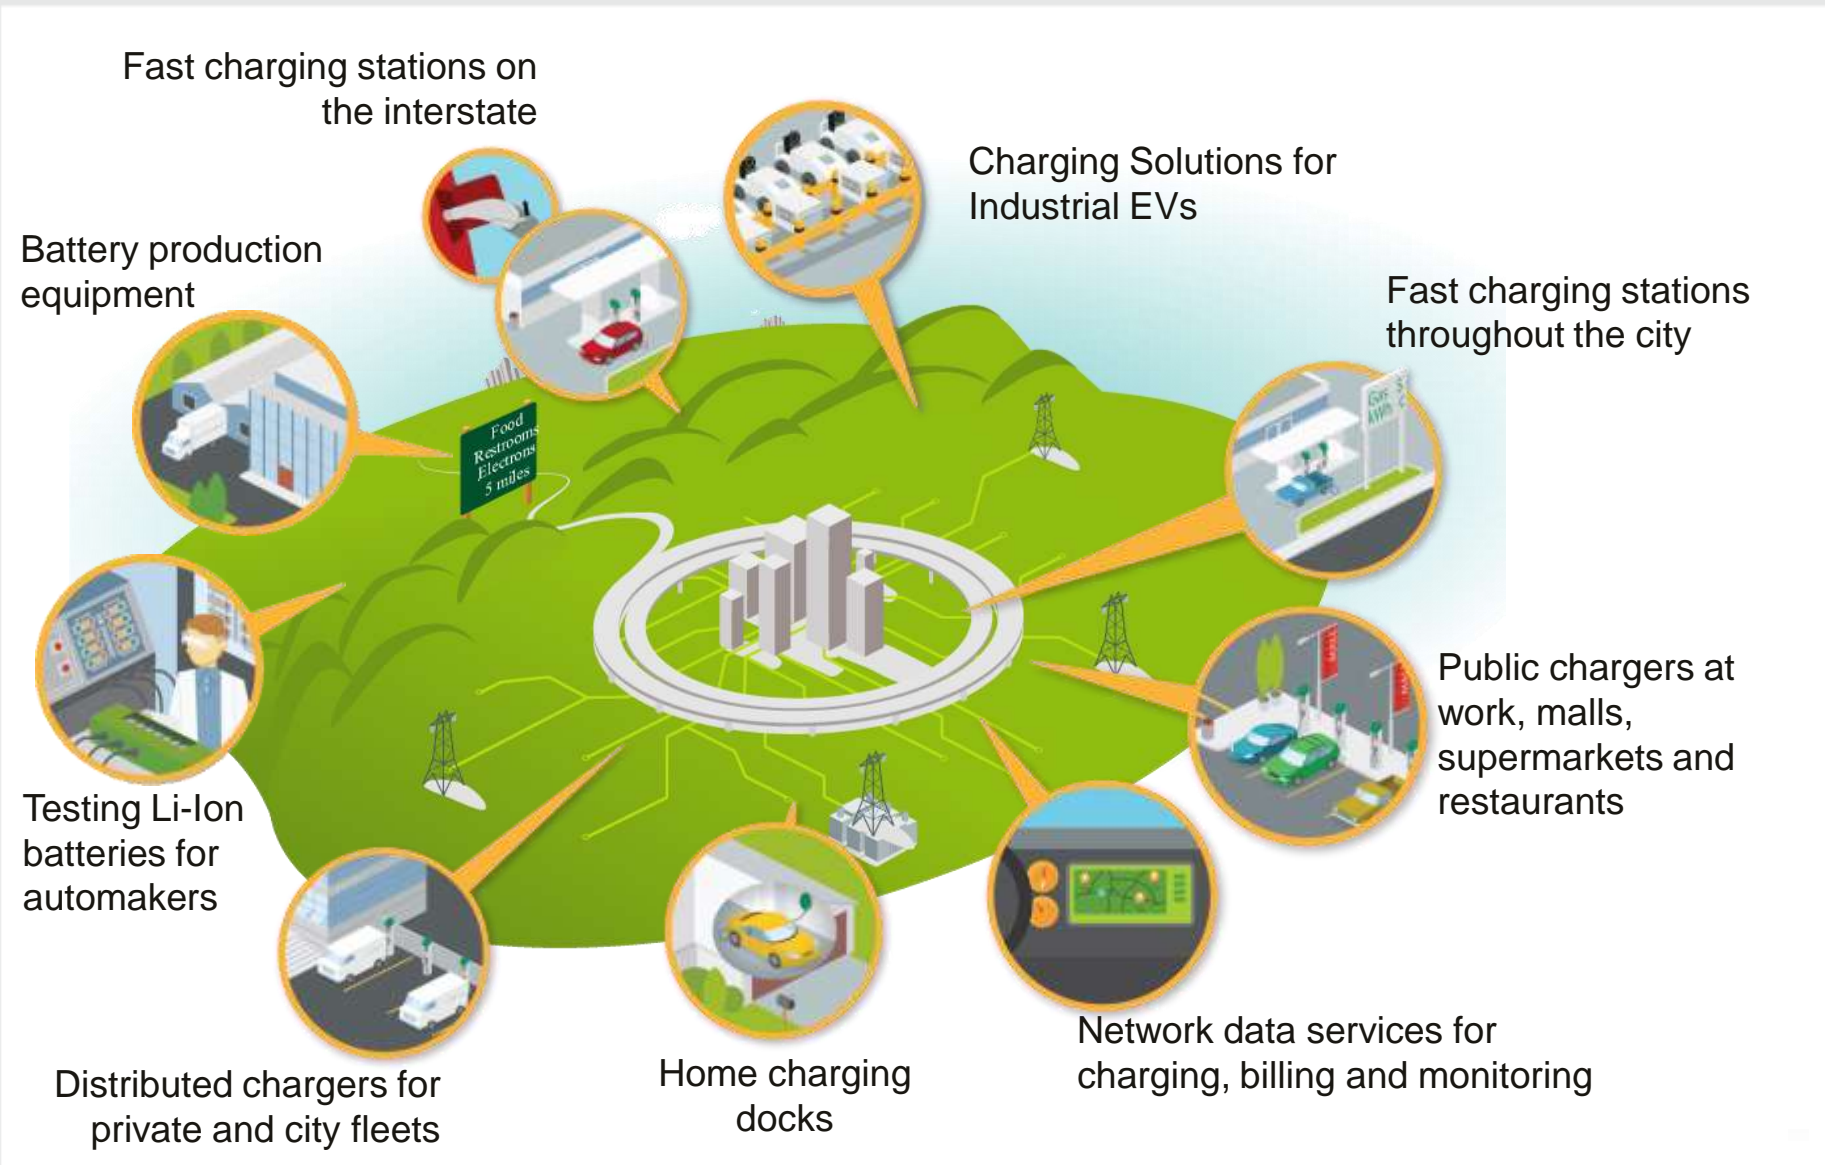 Fast charging stations on
the interstate
Charging Solutions for
Industrial EVs
Battery production
equipment
Fast charging stations
throughout the city
Gas
kWh
Food
Restrooms
Electrons
5 miles
MALL
Public chargers at
work, malls,
supermarkets and
restaurants
Testing Li-Ion
batteries for
automakers
Network data services for
charging, billing and monitoring
Home charging
docks
Distributed chargers for
private and city fleets